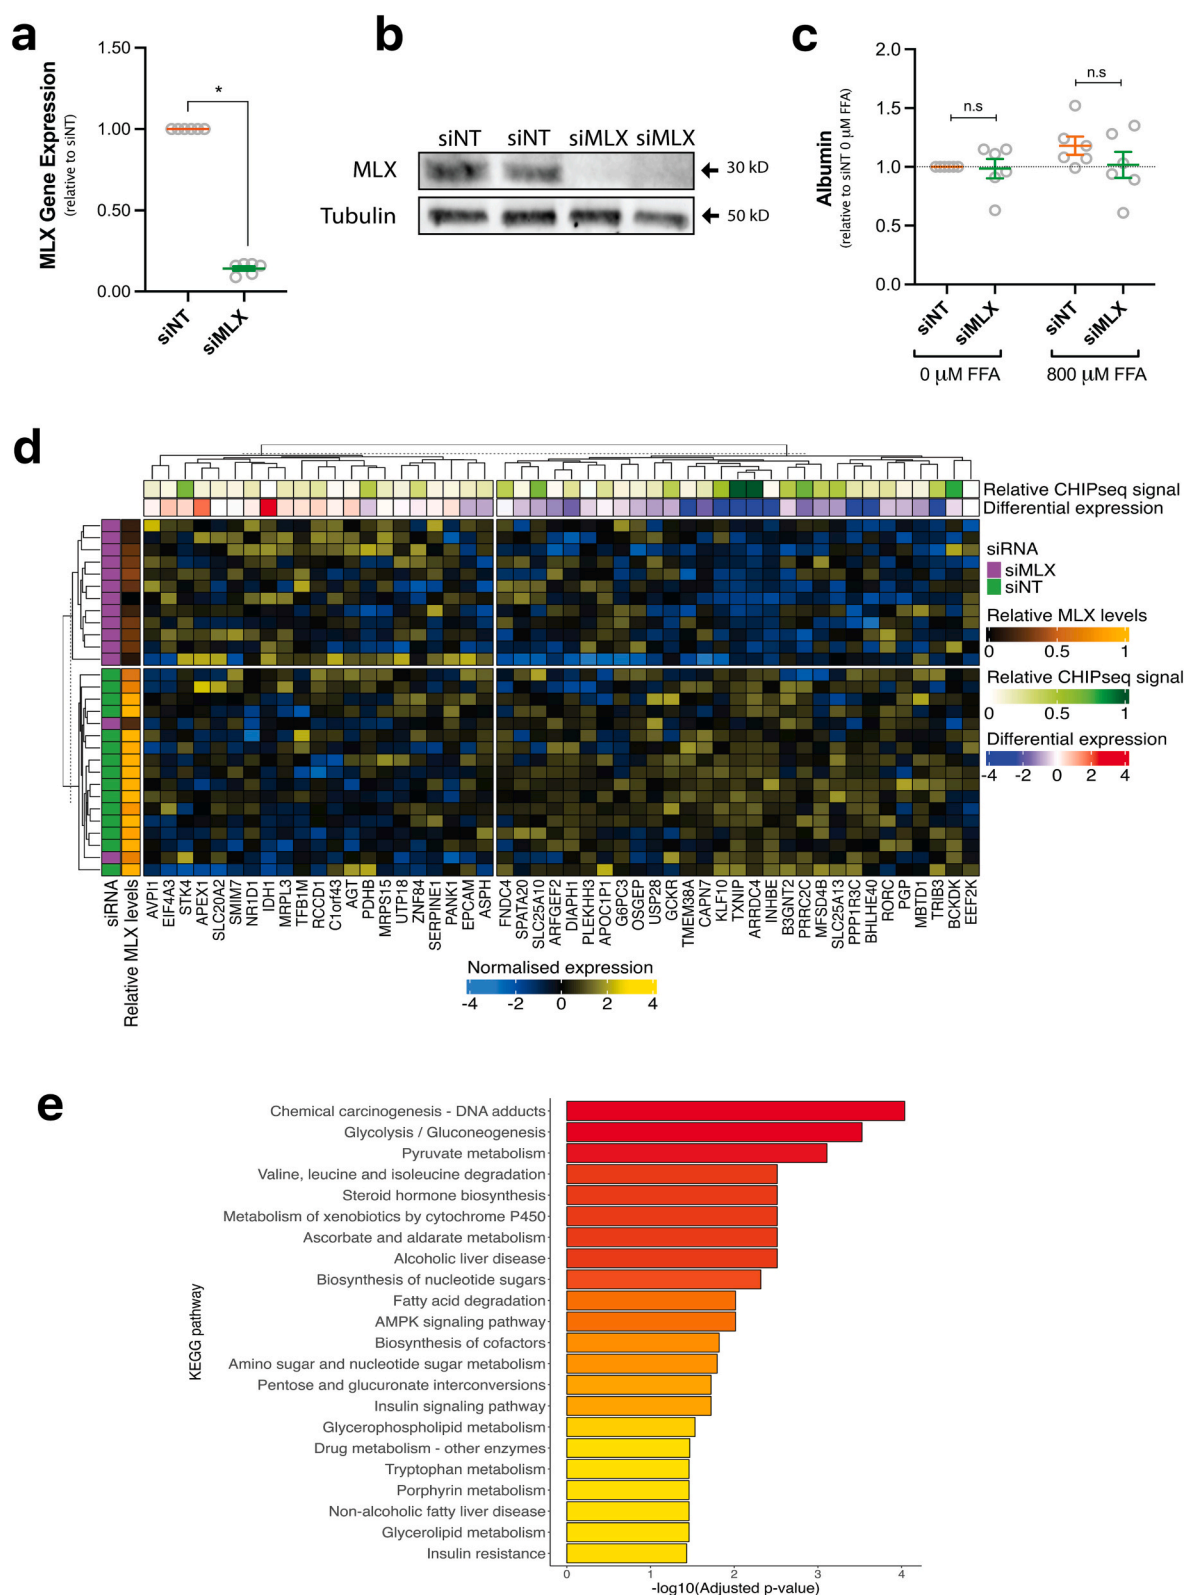 a
1.50
1.00
0.50
0.00
MLX Gene Expression
(relative to siNT)
*
siNT
siMLX
b
siNT siNT siMLX siMLX
MLX
30 kD
Tubulin
50 kD
c
2.0
1.5
1.0
0.5
0.0
Albumin
(relative to siNT 0 μM FFA)
n.s
n.s
siNT
siMLX
siNT
siMLX
0 μM FFA
800 μM FFA
d
Relative CHIPseq signal
Differential expression
siRNA
siMLX
siNT
Relative MLX levels
0 0.5 1
Relative CHIPseq signal
0 0.5 1
Differential expression
-4 -2 0 2 4
siRNA
Relative MLX levels
AVPI1
EIF4A3
STK4
APEX1
SLC20A2
SMIM7
NR1D1
IDH1
MRPL3
TFB1M
RCCD1
C1orf43
AGT
PDHB
MRPS15
UTP18
ZNF84
SERPINE1
PANK1
EPCAM
ASPH
FNDC4
SPATA20
SLC25A10
ARFGEF2
DIAPH1
PLEKHH3
APOC1P1
G6PC3
OSGEP
USP28
GCKR
TMEM38A
CAPN7
KLF10
TXNIP
ARRDC4
INHBE
B3GNT2
PRRC2C
MFSD4B
SLC25A13
PPP1R3C
BHLHE40
RORC
PGP
MBTD1
TRIB3
BCKDK
EEF2K
Normalised expression
-4 -2 0 2 4
e
KEGG pathway
Chemical carcinogenesis - DNA adducts
Glycolysis / Gluconeogenesis
Pyruvate metabolism
Valine, leucine and isoleucine degradation
Steroid hormone biosynthesis
Metabolism of xenobiotics by cytochrome P450
Ascorbate and aldarate metabolism
Alcoholic liver disease
Biosynthesis of nucleotide sugars
Fatty acid degradation
AMPK signaling pathway
Biosynthesis of cofactors
Amino sugar and nucleotide sugar metabolism
Pentose and glucuronate interconversions
Insulin signaling pathway
Glycerophospholipid metabolism
Drug metabolism - other enzymes
Tryptophan metabolism
Porphyrin metabolism
Non-alcoholic fatty liver disease
Glycerolipid metabolism
Insulin resistance
0 1 2 3 4
-log10(Adjusted p-value)